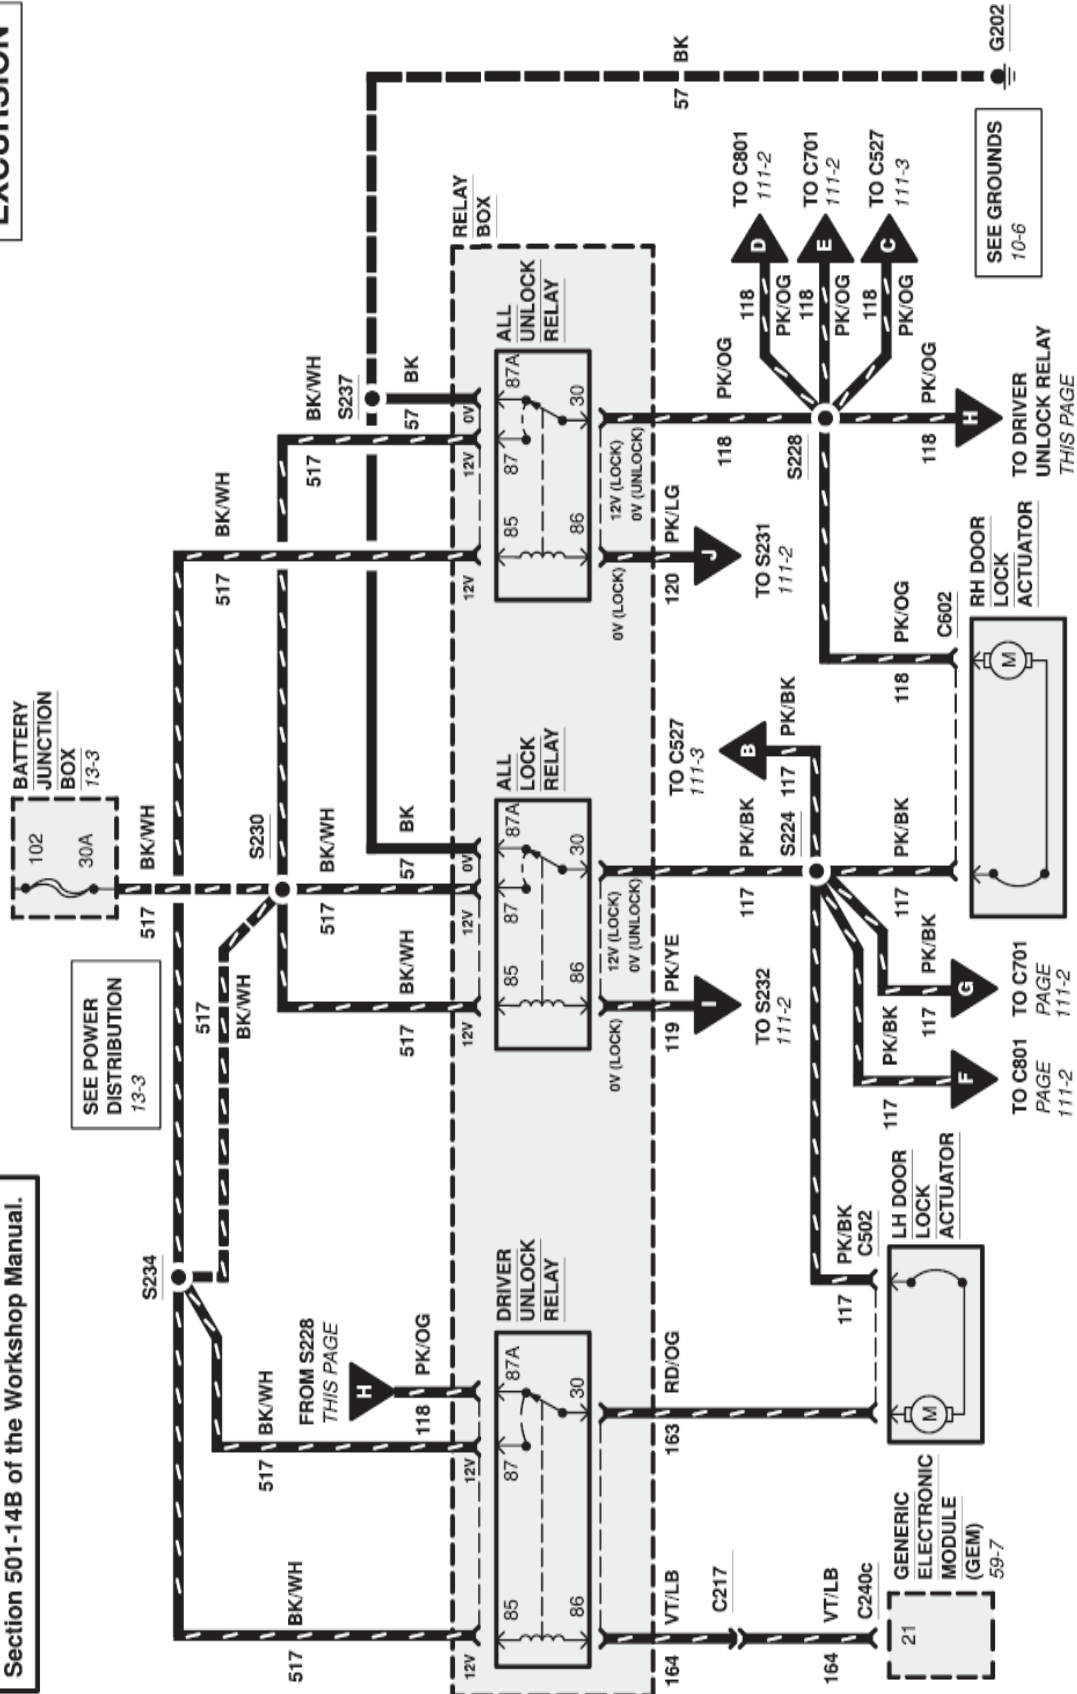 Section 501-14B of the Workshop Manual.
EXCURSION
BATTERY
JUNCTION
BOX
13-3
102
30A
SEE POWER
DISTRIBUTION
13-3
517
BK/WH
517
BK/WH
S234
517
BK/WH
S230
517
BK/WH
517
BK/WH
S237
57
BK
517
BK/WH
517
BK/WH
FROM S228
THIS PAGE
H
118
PK/OG
517
BK/WH
517
BK/WH
57
BK
57
BK
RELAY
BOX
12V
12V
12V
12V
0V
12V
12V
0V
DRIVER
UNLOCK
RELAY
85
86
87
87A
30
ALL
LOCK
RELAY
85
86
87
87A
30
ALL
UNLOCK
RELAY
85
86
87
87A
30
0V (LOCK)
12V (LOCK)
0V (UNLOCK)
0V (LOCK)
12V (LOCK)
0V (UNLOCK)
164
VT/LB
163
RD/OG
119
PK/YE
I
TO S232
111-2
117
PK/BK
TO C527
111-3
B
117
PK/BK
S224
120
PK/LG
J
TO S231
111-2
118
PK/OG
S228
118
PK/OG
D
TO C801
111-2
118
PK/OG
E
TO C701
111-2
118
PK/OG
C
TO C527
111-3
118
PK/OG
H
TO DRIVER
UNLOCK RELAY
THIS PAGE
C217
164
VT/LB
C240c
21
GENERIC
ELECTRONIC
MODULE
(GEM)
59-7
117
PK/BK
C502
M
LH DOOR
LOCK
ACTUATOR
117
PK/BK
F
TO C801
PAGE
111-2
117
PK/BK
G
TO C701
PAGE
111-2
117
PK/BK
118
PK/OG
C602
M
RH DOOR
LOCK
ACTUATOR
SEE GROUNDS
10-6
G202